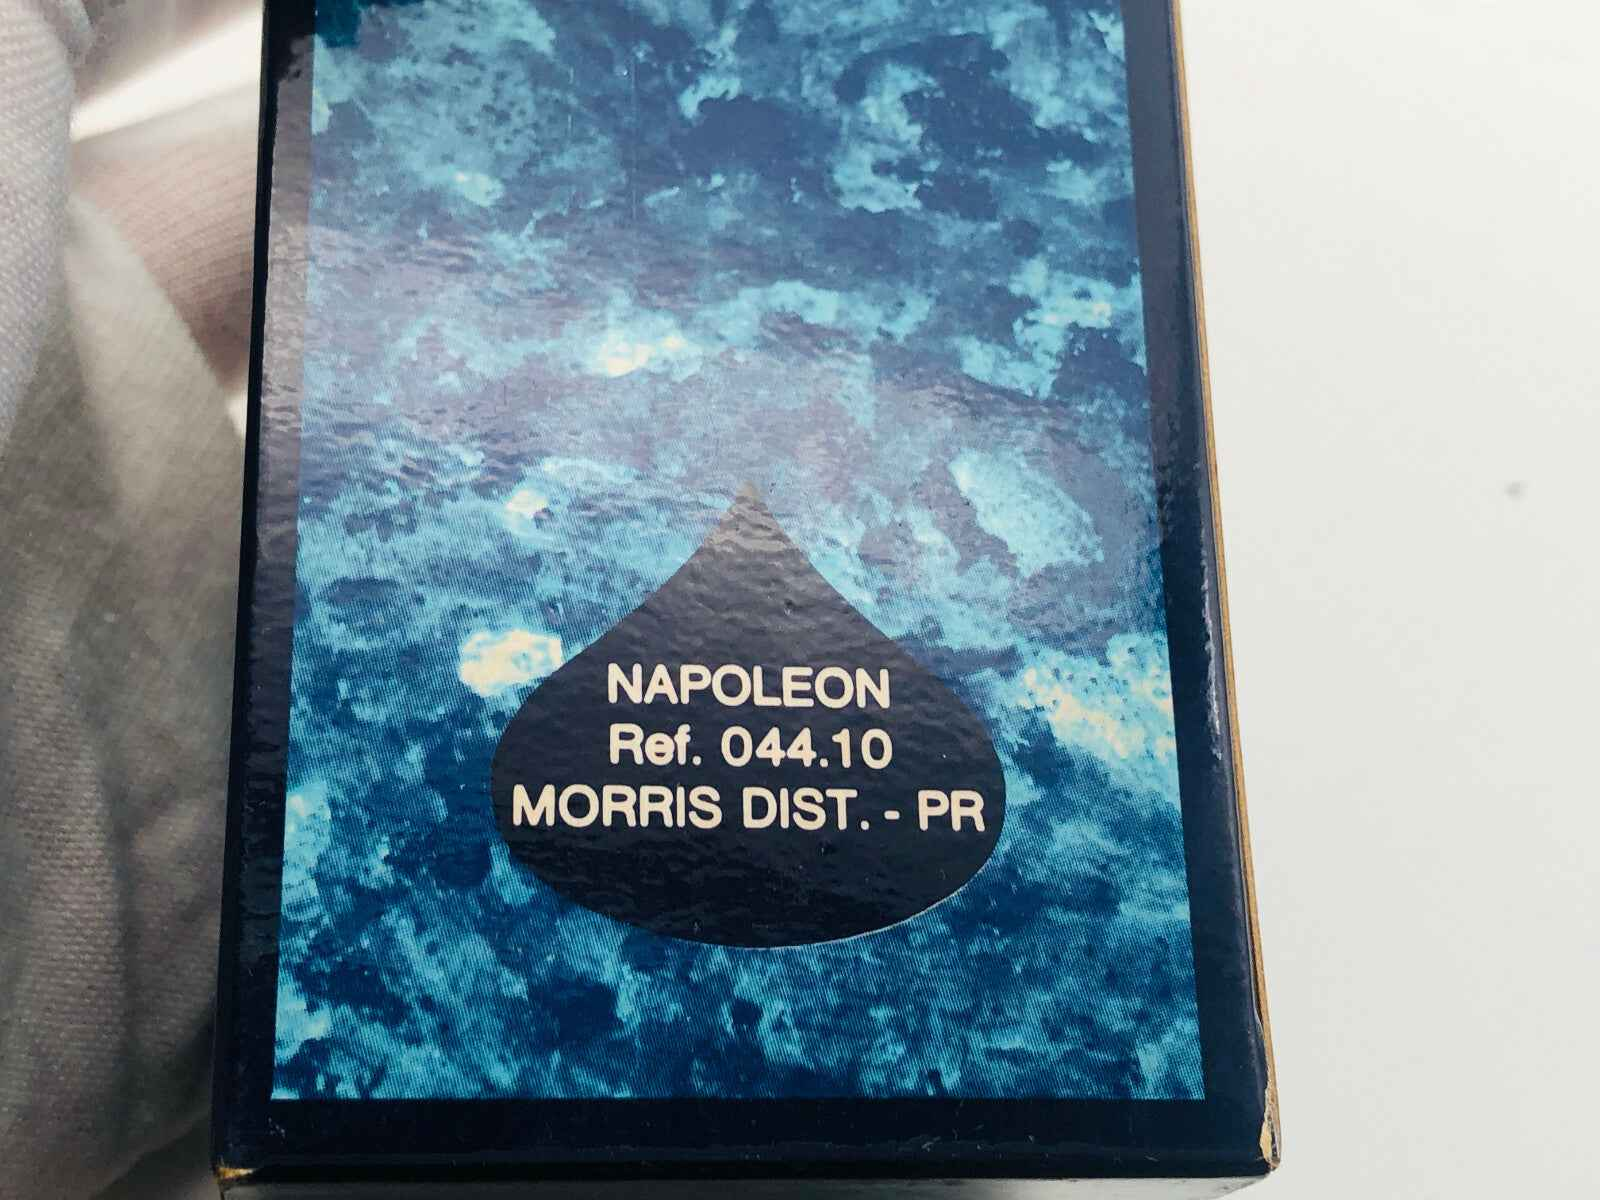 NAPOLEON
Ref. 044.10
MORRIS DIST. - PR